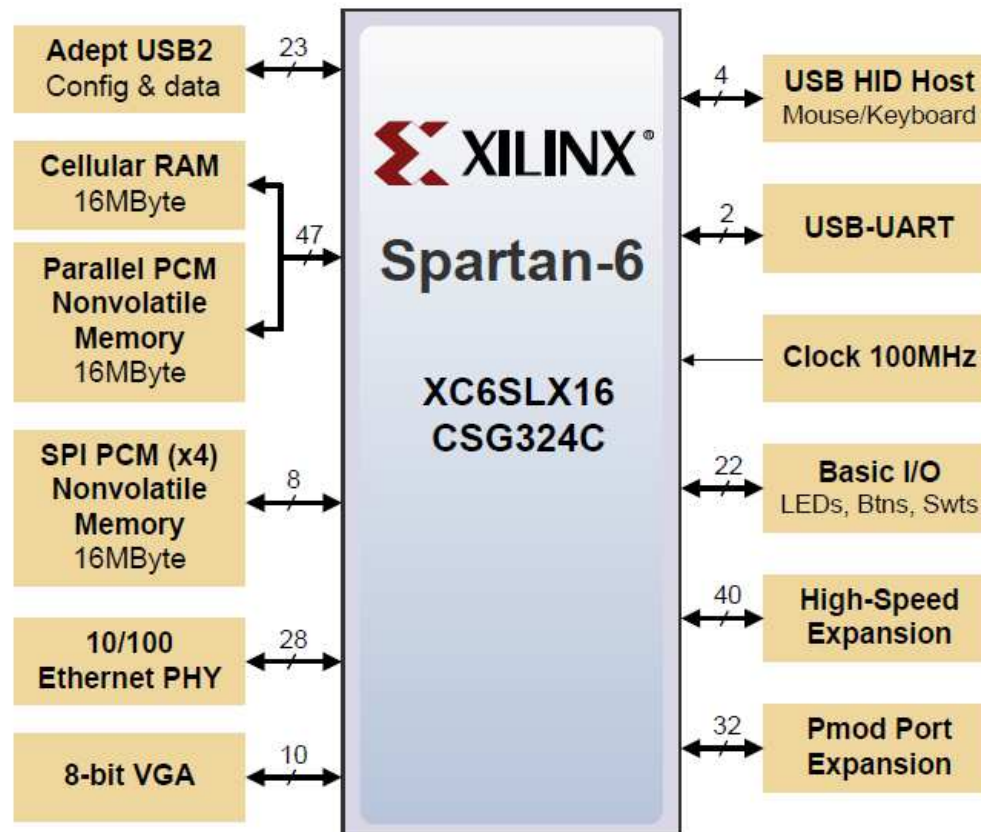 Adept USB2
Config & data
23
Cellular RAM
16MByte
47
Parallel PCM
Nonvolatile
Memory
16MByte
SPI PCM (x4)
Nonvolatile
Memory
16MByte
8
10/100
Ethernet PHY
28
8-bit VGA
10
XILINX®
Spartan-6
XC6SLX16
CSG324C
4
USB HID Host
Mouse/Keyboard
2
USB-UART
Clock 100MHz
22
Basic I/O
LEDs, Btns, Swts
40
High-Speed
Expansion
32
Pmod Port
Expansion